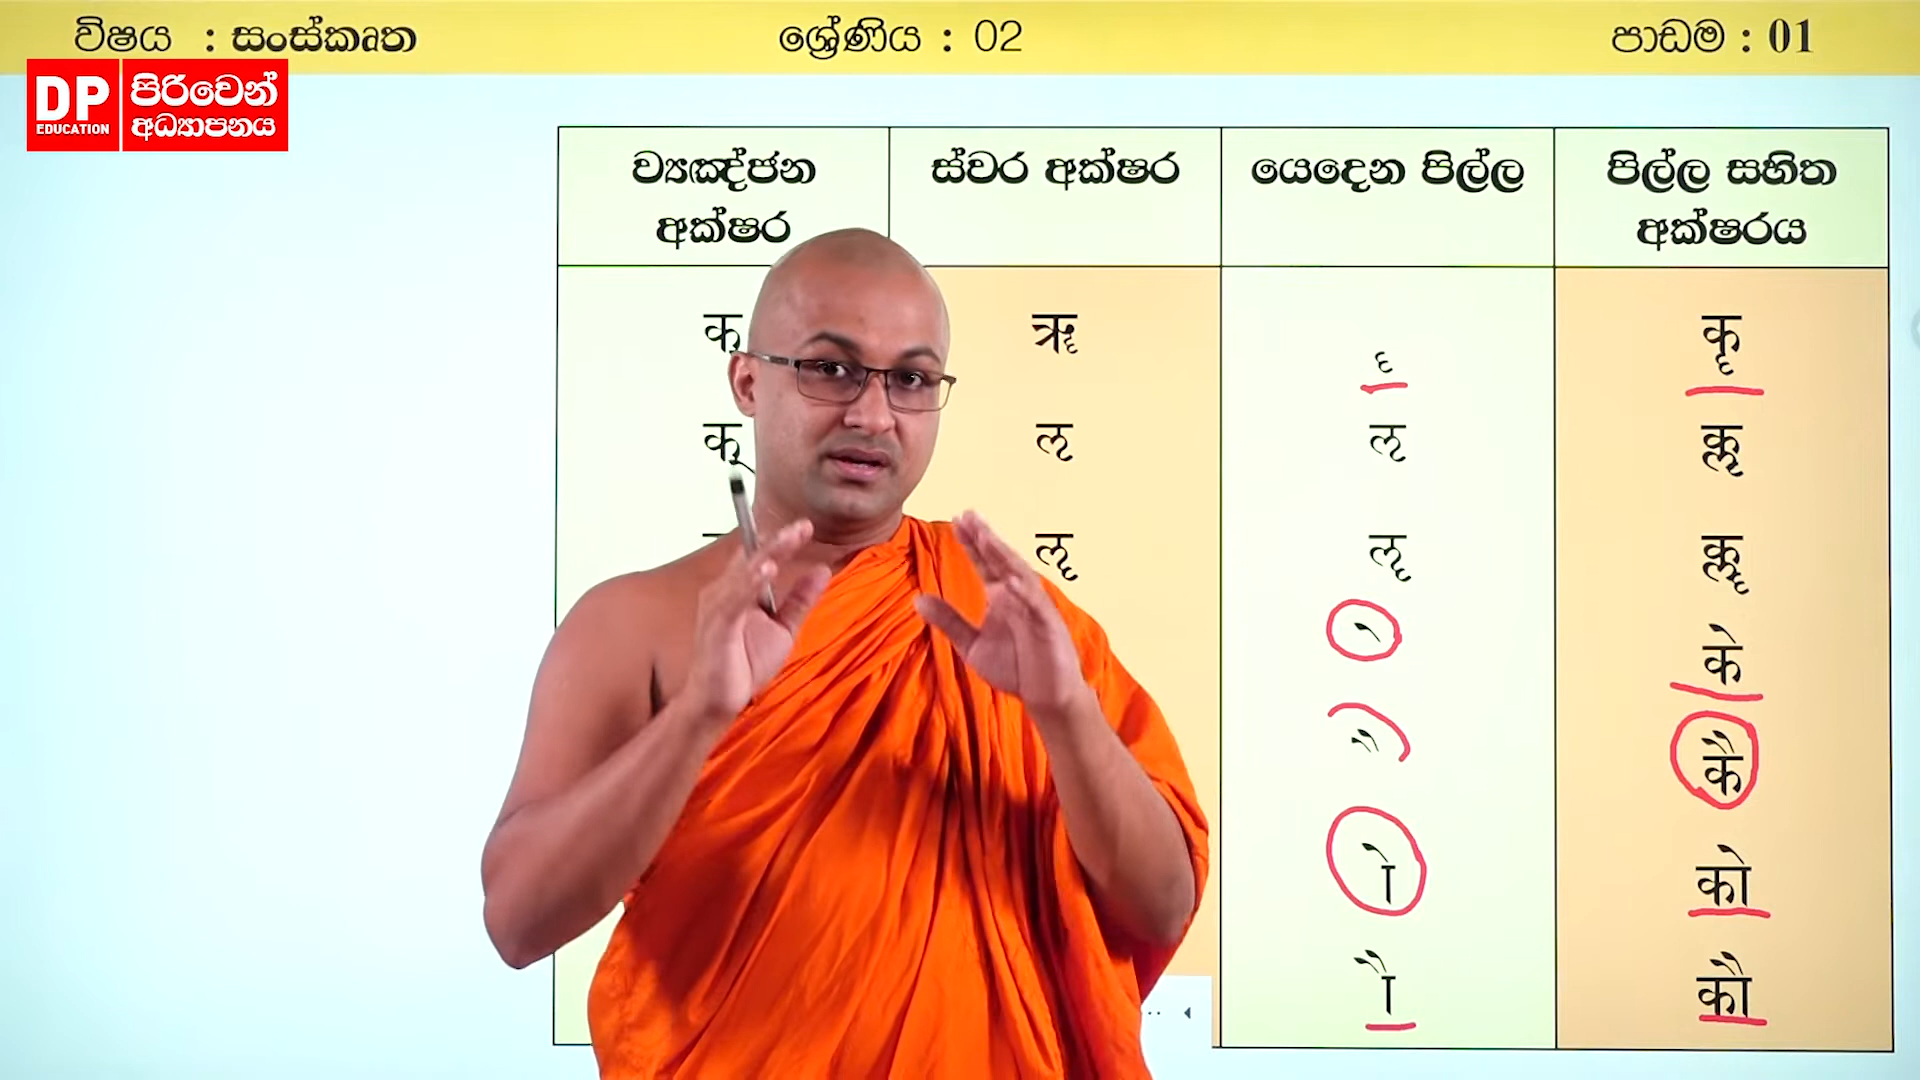 විෂය : සංස්කෘත
ශ්‍රේණිය : 02
පාඩම : 01
DP
EDUCATION
පිරිවෙන්
අධ්‍යාපනය
ව්‍යඤ්ජන
අක්ෂර
ස්වර අක්ෂර
යෙදෙන පිල්ල
පිල්ල සහිත
අක්ෂරය
क् ॠ ॄ कॄ
क् ऌ ऌ कॢ
ॡ ॡ कॣ
े के
ै कै
ो को
ौ कौ